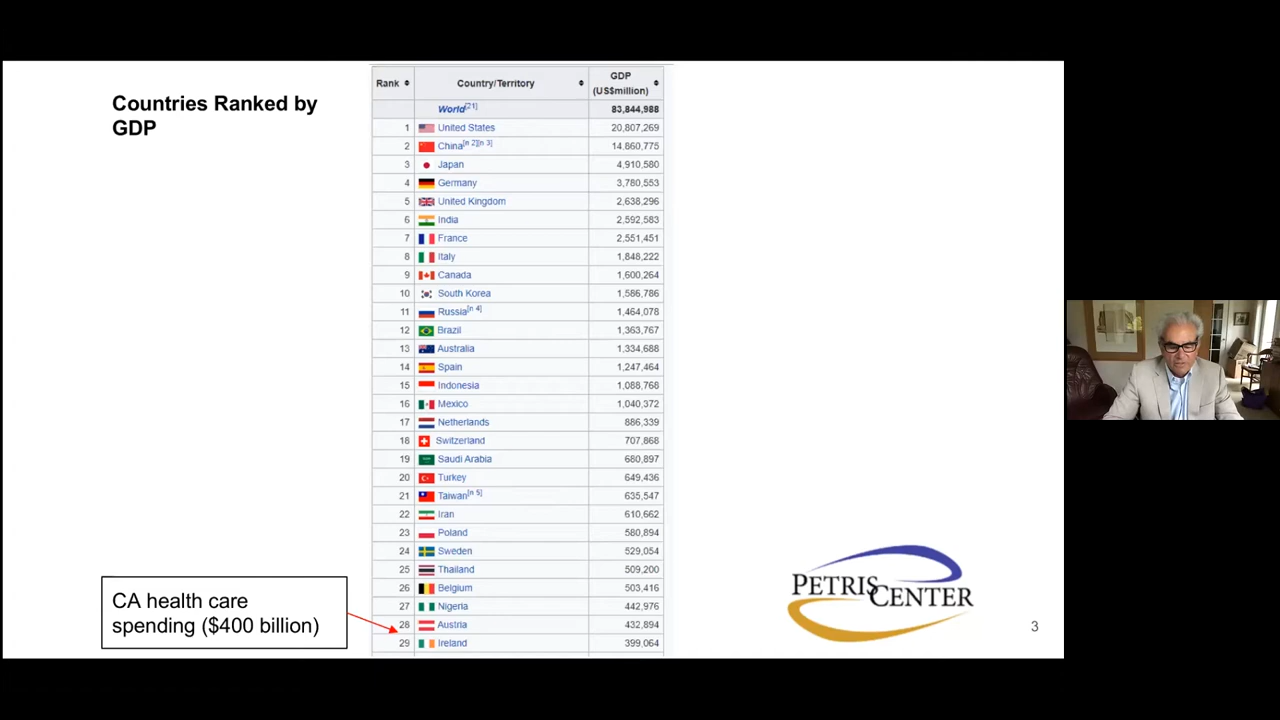 Countries Ranked by
GDP
Rank Country/Territory GDP
(US$million)
World[21] 83,844,988
1 United States 20,807,269
2 China[n 2][n 3] 14,860,775
3 Japan 4,910,580
4 Germany 3,780,553
5 United Kingdom 2,638,296
6 India 2,592,583
7 France 2,551,451
8 Italy 1,848,222
9 Canada 1,600,264
10 South Korea 1,586,786
11 Russia[n 4] 1,464,078
12 Brazil 1,363,767
13 Australia 1,334,688
14 Spain 1,247,464
15 Indonesia 1,088,768
16 Mexico 1,040,372
17 Netherlands 886,339
18 Switzerland 707,868
19 Saudi Arabia 680,897
20 Turkey 649,436
21 Taiwan[n 5] 635,547
22 Iran 610,662
23 Poland 580,894
24 Sweden 529,054
25 Thailand 509,200
26 Belgium 503,416
27 Nigeria 442,976
28 Austria 432,894
29 Ireland 399,064
CA health care
spending ($400 billion)
PETRIS CENTER
3